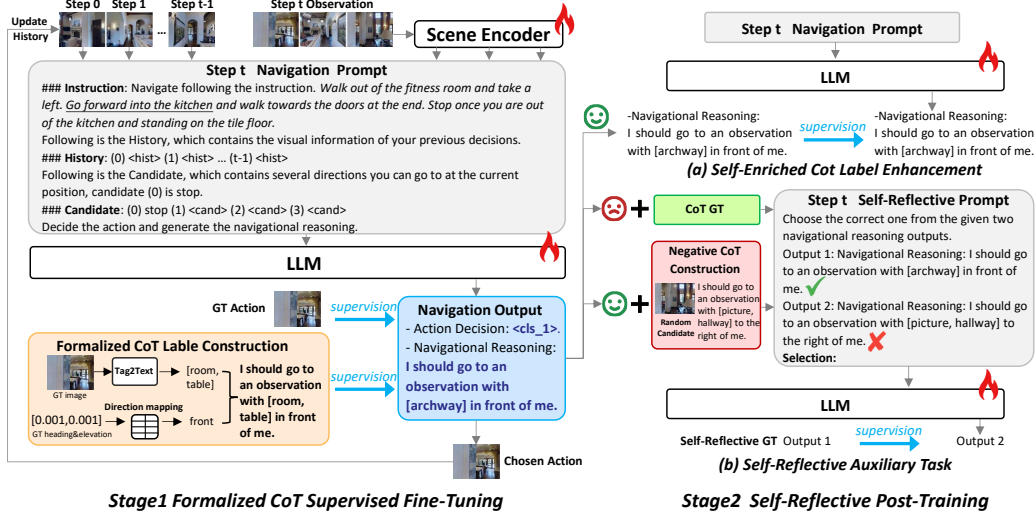 Update
History
Step 0
Step 1
...
Step t-1
Step t Observation
Scene Encoder
Step t Navigation Prompt
### Instruction: Navigate following the instruction. Walk out of the fitness room and take a
left. Go forward into the kitchen and walk towards the doors at the end. Stop once you are out
of the kitchen and standing on the tile floor.
Following is the History, which contains the visual information of your previous decisions.
### History: (0) <hist> (1) <hist> … (t-1) <hist>
Following is the Candidate, which contains several directions you can go to at the current
position, candidate (0) is stop.
### Candidate: (0) stop (1) <cand> (2) <cand> (3) <cand>
Decide the action and generate the navigational reasoning.
LLM
GT Action
supervision
Navigation Output
- Action Decision: <cls_1>.
- Navigational Reasoning:
I should go to an
observation with
[archway] in front of me.
Formalized CoT Lable Construction
GT image
Tag2Text
[room,
table]
[0.001,0.001]
GT heading&elevation
Direction mapping
front
I should go to
an observation
with [room,
table] in front
of me.
supervision
Chosen Action
Stage1 Formalized CoT Supervised Fine-Tuning
Step t Navigation Prompt
LLM
-Navigational Reasoning:
I should go to an observation
with [archway] in front of me.
supervision
-Navigational Reasoning:
I should go to an observation
with [archway] in front of me.
(a) Self-Enriched Cot Label Enhancement
CoT GT
Negative CoT
Construction
Random
Candidate
I should go to
an observation
with [picture,
hallway] to the
right of me.
Step t Self-Reflective Prompt
Choose the correct one from the given two
navigational reasoning outputs.
Output 1: Navigational Reasoning: I should go
to an observation with [archway] in front of
me.
Output 2: Navigational Reasoning: I should go
to an observation with [picture, hallway] to
the right of me.
Selection:
LLM
Self-Reflective GT Output 1
supervision
Output 2
(b) Self-Reflective Auxiliary Task
Stage2 Self-Reflective Post-Training